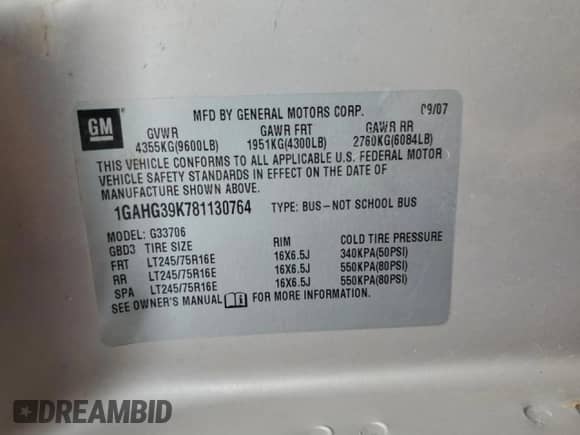 GM
MFD BY GENERAL MOTORS CORP. 09/07
GVWR GAWR FRT GAWR RR
4355KG(9600LB) 1951KG(4300LB) 2760KG(6084LB)
THIS VEHICLE CONFORMS TO ALL APPLICABLE U.S. FEDERAL MOTOR
VEHICLE SAFETY STANDARDS IN EFFECT ON THE DATE OF
MANUFACTURE SHOWN ABOVE.
1GAHG39K781130764 TYPE: BUS-NOT SCHOOL BUS
MODEL: G33706
GBD3 TIRE SIZE RIM COLD TIRE PRESSURE
FRT LT245/75R16E 16X6.5J 340KPA(50PSI)
RR LT245/75R16E 16X6.5J 550KPA(80PSI)
SPA LT245/75R16E 16X6.5J 550KPA(80PSI)
SEE OWNER'S MANUAL FOR MORE INFORMATION.
DREAMBID